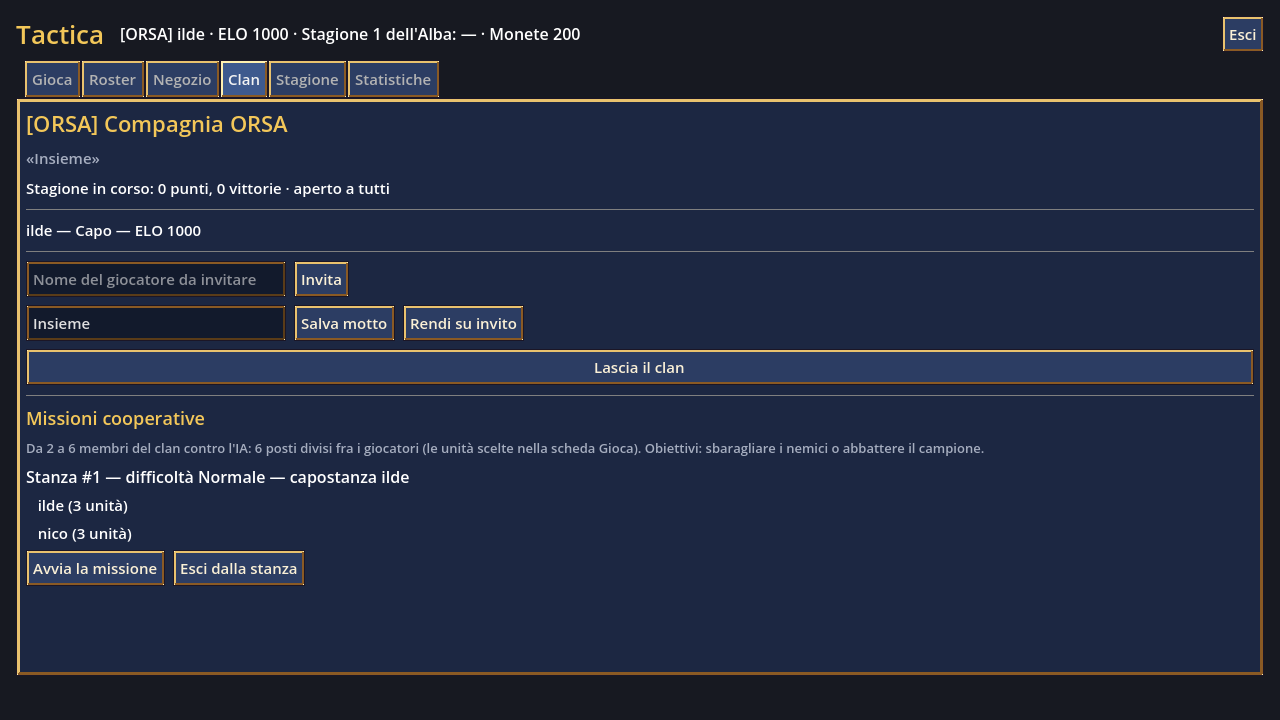 Tactica [ORSA] ilde · ELO 1000 · Stagione 1 dell'Alba: — · Monete 200 Esci
Gioca Roster Negozio Clan Stagione Statistiche
[ORSA] Compagnia ORSA
«Insieme»
Stagione in corso: 0 punti, 0 vittorie · aperto a tutti
ilde — Capo — ELO 1000
Nome del giocatore da invitare Invita
Insieme Salva motto Rendi su invito
Lascia il clan
Missioni cooperative
Da 2 a 6 membri del clan contro l'IA: 6 posti divisi fra i giocatori (le unità scelte nella scheda Gioca). Obiettivi: sbaragliare i nemici o abbattere il campione.
Stanza #1 — difficoltà Normale — capostanza ilde
ilde (3 unità)
nico (3 unità)
Avvia la missione Esci dalla stanza